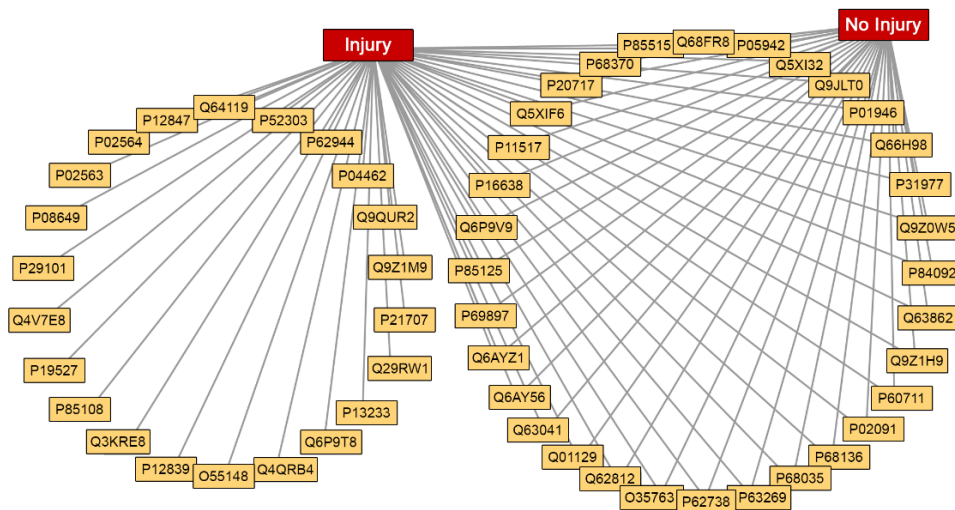 Injury
No Injury
P85515
Q68FR8
P05942
P68370
Q5XI32
P20717
Q9JLT0
Q64119
Q5XIF6
P01946
P12847
P52303
P02564
P62944
Q66H98
P11517
P02563
P04462
P16638
P31977
P08649
Q9QUR2
Q6P9V9
Q9Z0W5
P29101
Q9Z1M9
P85125
P84092
Q4V7E8
P21707
P69897
Q63862
P19527
Q29RW1
Q6AYZ1
Q9Z1H9
P85108
P13233
Q6AY56
P60711
Q3KRE8
Q6P9T8
Q63041
P02091
P12839
O55148
Q4QRB4
Q01129
P68136
Q62812
P68035
O35763
P62738
P63269